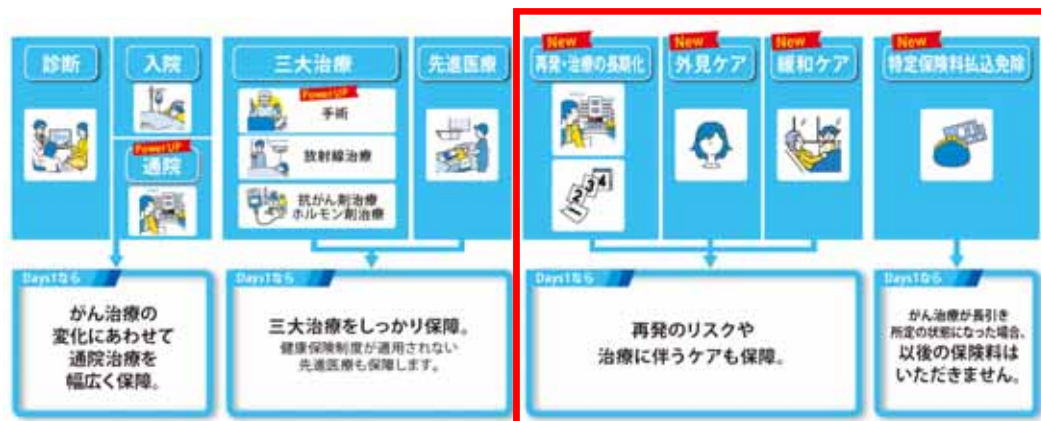 診断
入院
PowerUP
通院
三大治療
PowerUP
手術
放射線治療
抗がん剤治療
ホルモン剤治療
先進医療
New
再発・治療の長期化
1
2
3
4
New
外見ケア
New
緩和ケア
New
特定保険料払込免除
Days1なら
がん治療の
変化にあわせて
通院治療を
幅広く保障。
Days1なら
三大治療をしっかり保障。
健康保険制度が適用されない
先進医療も保障します。
Days1なら
再発のリスクや
治療に伴うケアも保障。
Days1なら
がん治療が長引き
所定の状態になった場合、
以後の保険料は
いただきません。